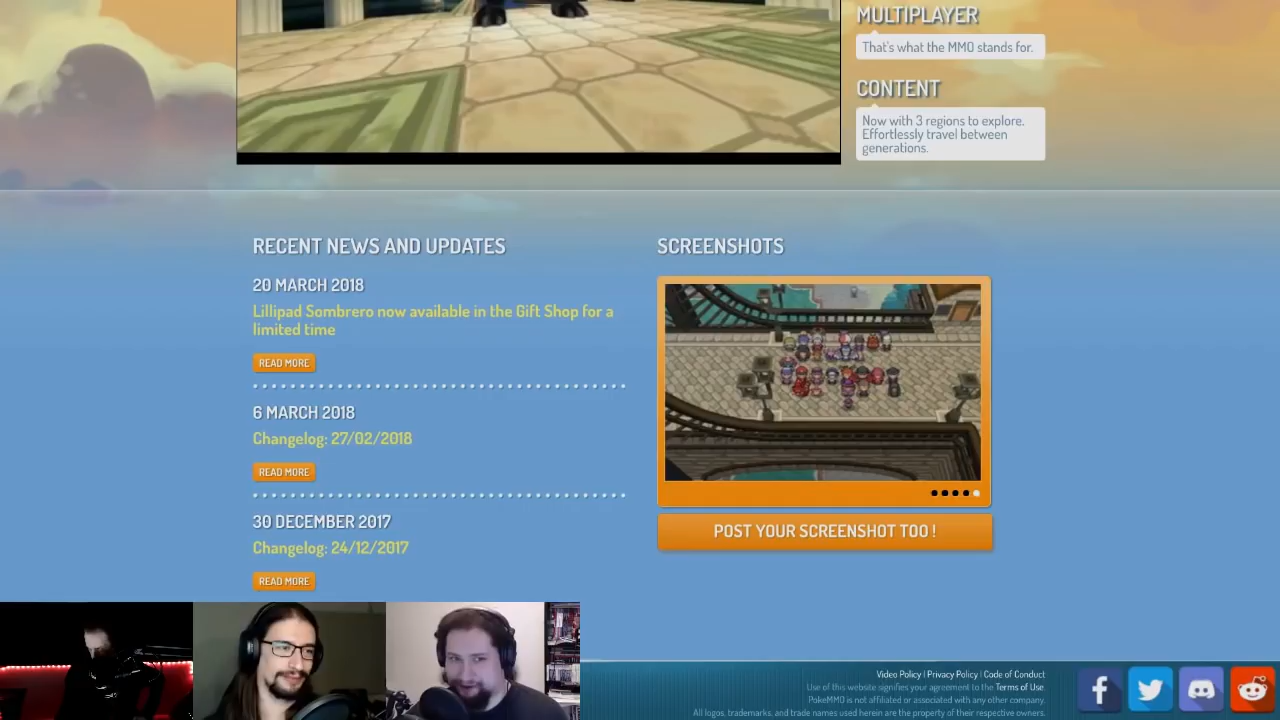 MULTIPLAYER
That's what the MMO stands for.
CONTENT
Now with 3 regions to explore.
Effortlessly travel between
generations.
RECENT NEWS AND UPDATES
20 MARCH 2018
Lillipad Sombrero now available in the Gift Shop for a
limited time
READ MORE
6 MARCH 2018
Changelog: 27/02/2018
READ MORE
30 DECEMBER 2017
Changelog: 24/12/2017
READ MORE
SCREENSHOTS
POST YOUR SCREENSHOT TOO !
Video Policy | Privacy Policy | Code of Conduct
Use of this website signifies your agreement to the Terms of Use.
PokeMMO is not affiliated or associated with any other company.
All logos, trademarks, and trade names used herein are the property of their respective owners.